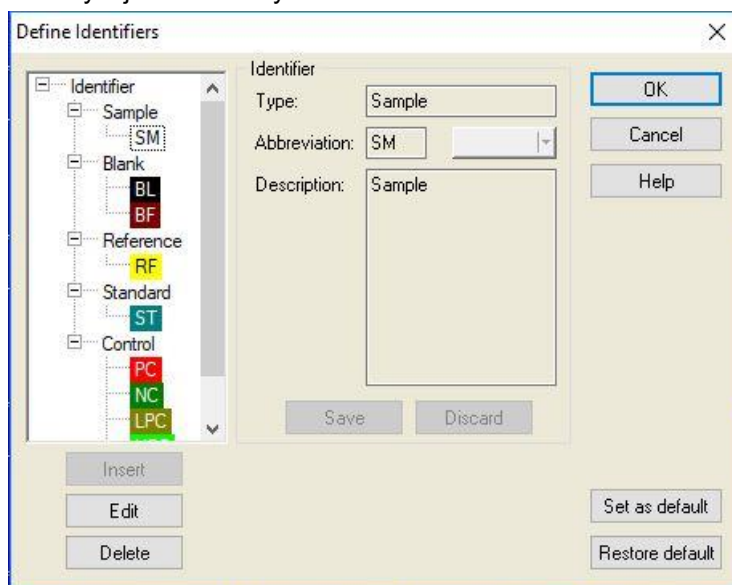 Define Identifiers
Identifier
Sample
SM
Blank
BL
BF
Reference
RF
Standard
ST
Control
PC
NC
LPC
Insert
Edit
Delete
Identifier
Type: Sample
Abbreviation: SM
Description: Sample
Save Discard
OK
Cancel
Help
Set as default
Restore default